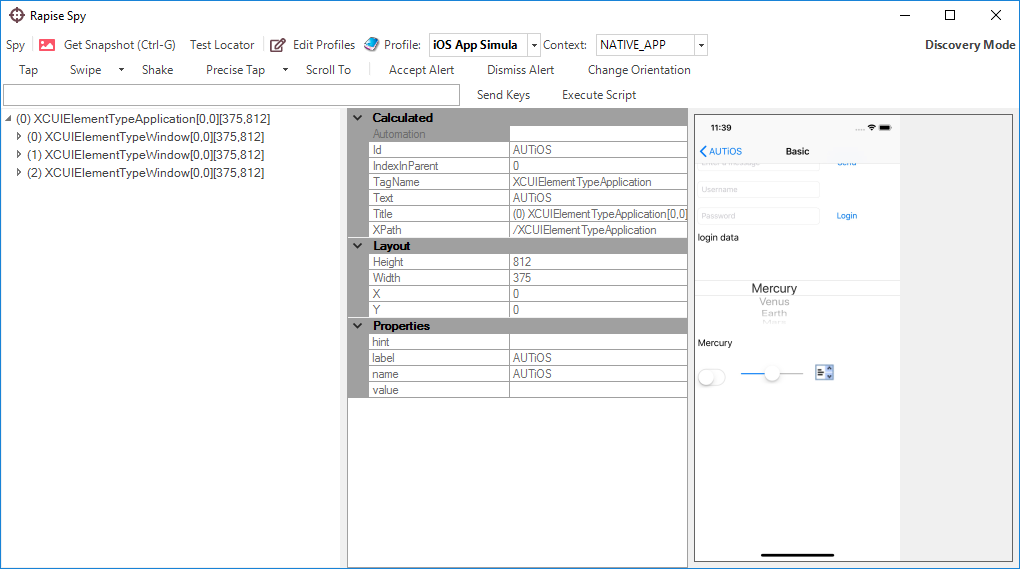 Rapise Spy
Spy Get Snapshot (Ctrl-G) Test Locator Edit Profiles Profile: iOS App Simula Context: NATIVE_APP Discovery Mode
Tap Swipe Shake Precise Tap Scroll To Accept Alert Dismiss Alert Change Orientation
Send Keys Execute Script
(0) XCUIElementTypeApplication[0,0][375,812]
(0) XCUIElementTypeWindow[0,0][375,812]
(1) XCUIElementTypeWindow[0,0][375,812]
(2) XCUIElementTypeWindow[0,0][375,812]
Calculated
Automation
Id AUTiOS
IndexInParent 0
TagName XCUIElementTypeApplication
Text AUTiOS
Title (0) XCUIElementTypeApplication[0,0]
XPath /XCUIElementTypeApplication
Layout
Height 812
Width 375
X 0
Y 0
Properties
hint
label AUTiOS
name AUTiOS
value
11:39
AUTiOS Basic
Username
Password Login
login data
Mercury
Venus
Earth
Mercury